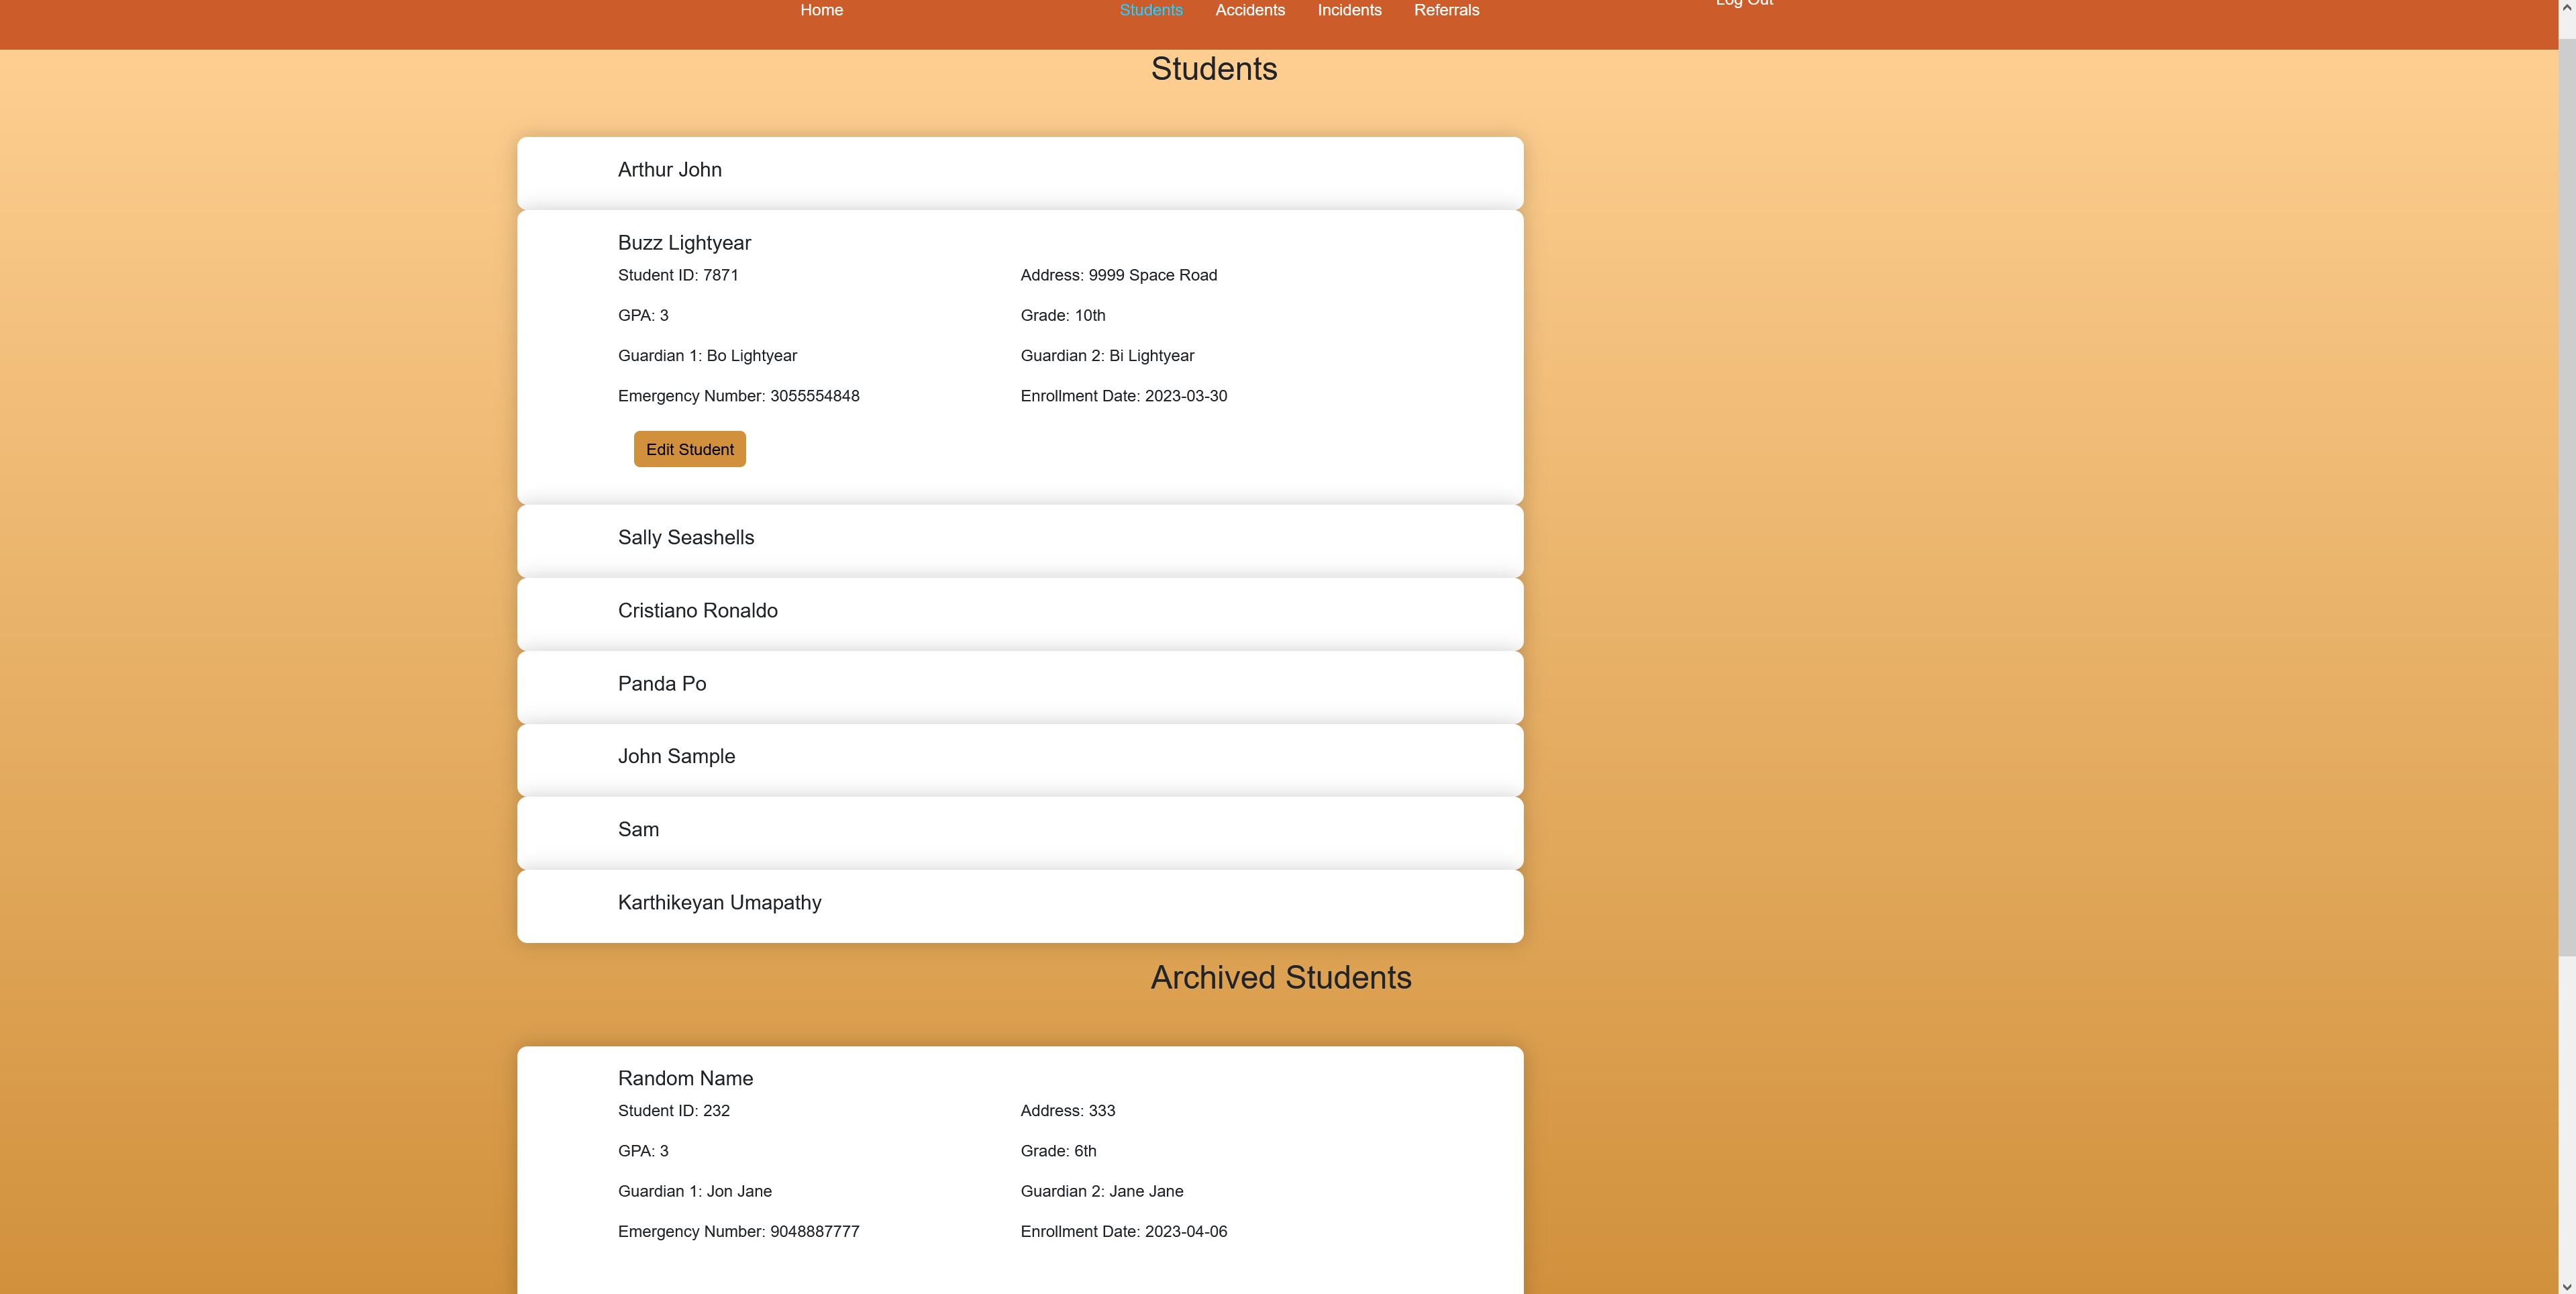 Home Students Accidents Incidents Referrals Log Out
Students
Arthur John
Buzz Lightyear
Student ID: 7871 Address: 9999 Space Road
GPA: 3 Grade: 10th
Guardian 1: Bo Lightyear Guardian 2: Bi Lightyear
Emergency Number: 3055554848 Enrollment Date: 2023-03-30
Edit Student
Sally Seashells
Cristiano Ronaldo
Panda Po
John Sample
Sam
Karthikeyan Umapathy
Archived Students
Random Name
Student ID: 232 Address: 333
GPA: 3 Grade: 6th
Guardian 1: Jon Jane Guardian 2: Jane Jane
Emergency Number: 9048887777 Enrollment Date: 2023-04-06